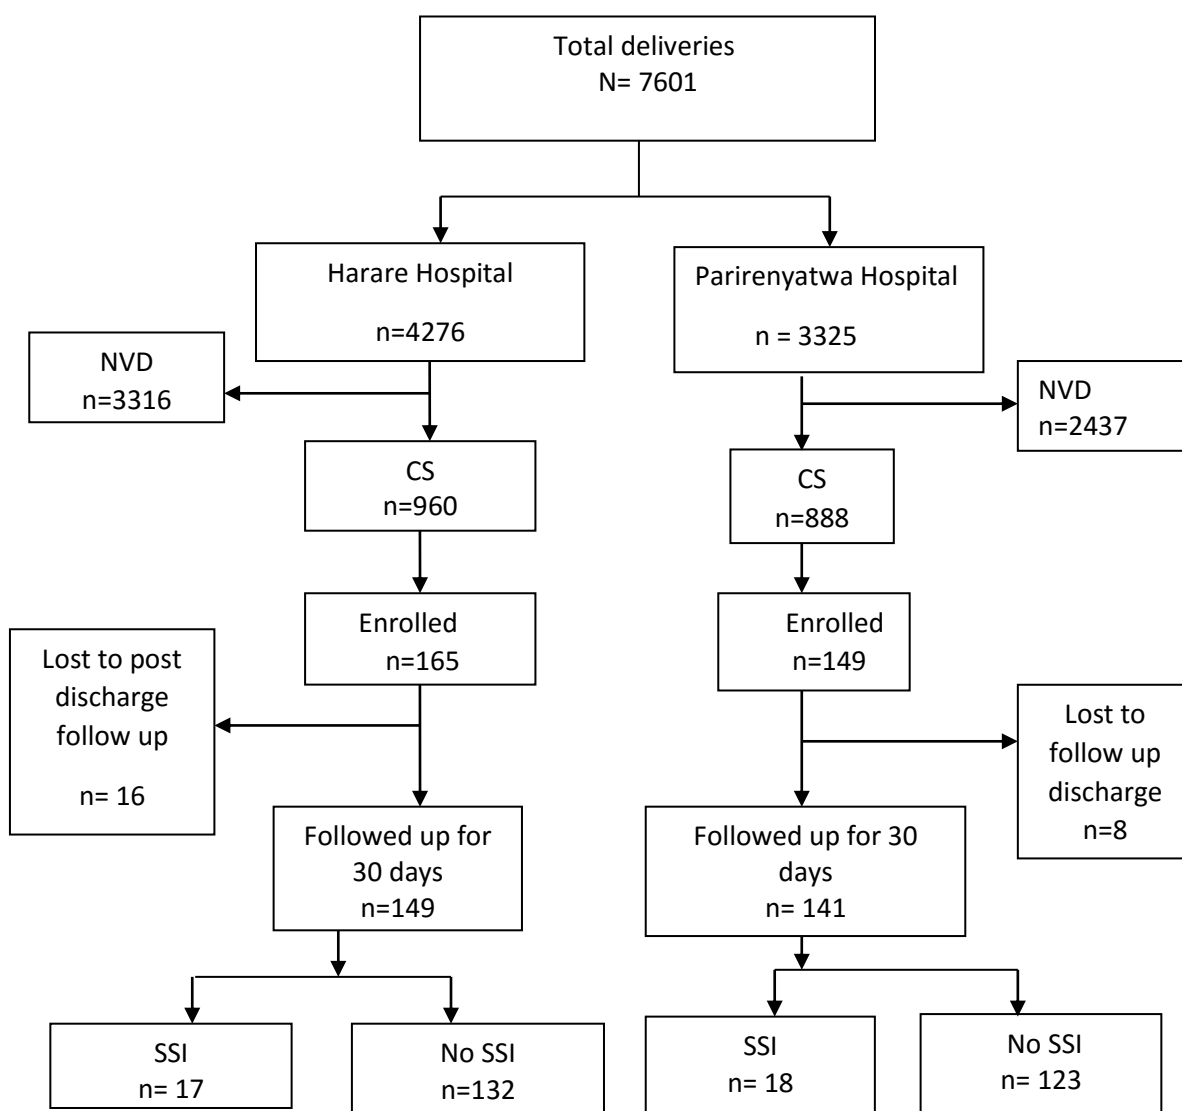 Total deliveries
N= 7601
Harare Hospital
n=4276
Parirenyatwa Hospital
n = 3325
NVD
n=3316
NVD
n=2437
CS
n=960
CS
n=888
Enrolled
n=165
Enrolled
n=149
Lost to post
discharge
follow up
n= 16
Lost to
follow up
discharge
n=8
Followed up for
30 days
n=149
Followed up for 30
days
n= 141
SSI
n= 17
No SSI
n=132
SSI
n= 18
No SSI
n= 123